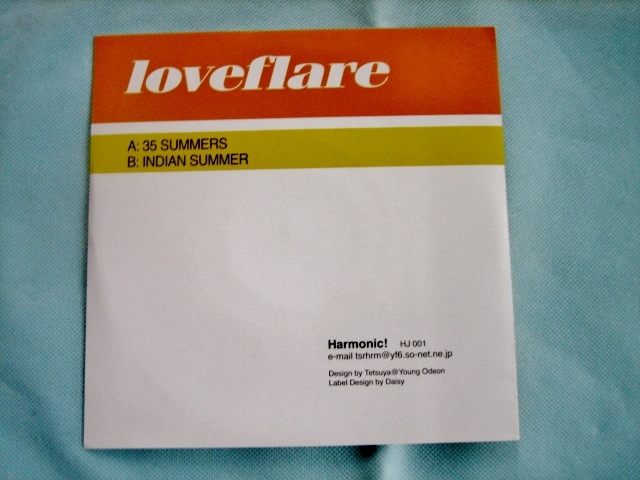 loveflare
A: 35 SUMMERS
B: INDIAN SUMMER
Harmonic! HJ 001
e-mail tsrhrm@yf6.so-net.ne.jp
Design by Tetsuya@Young Odeon
Label Design by Daisy